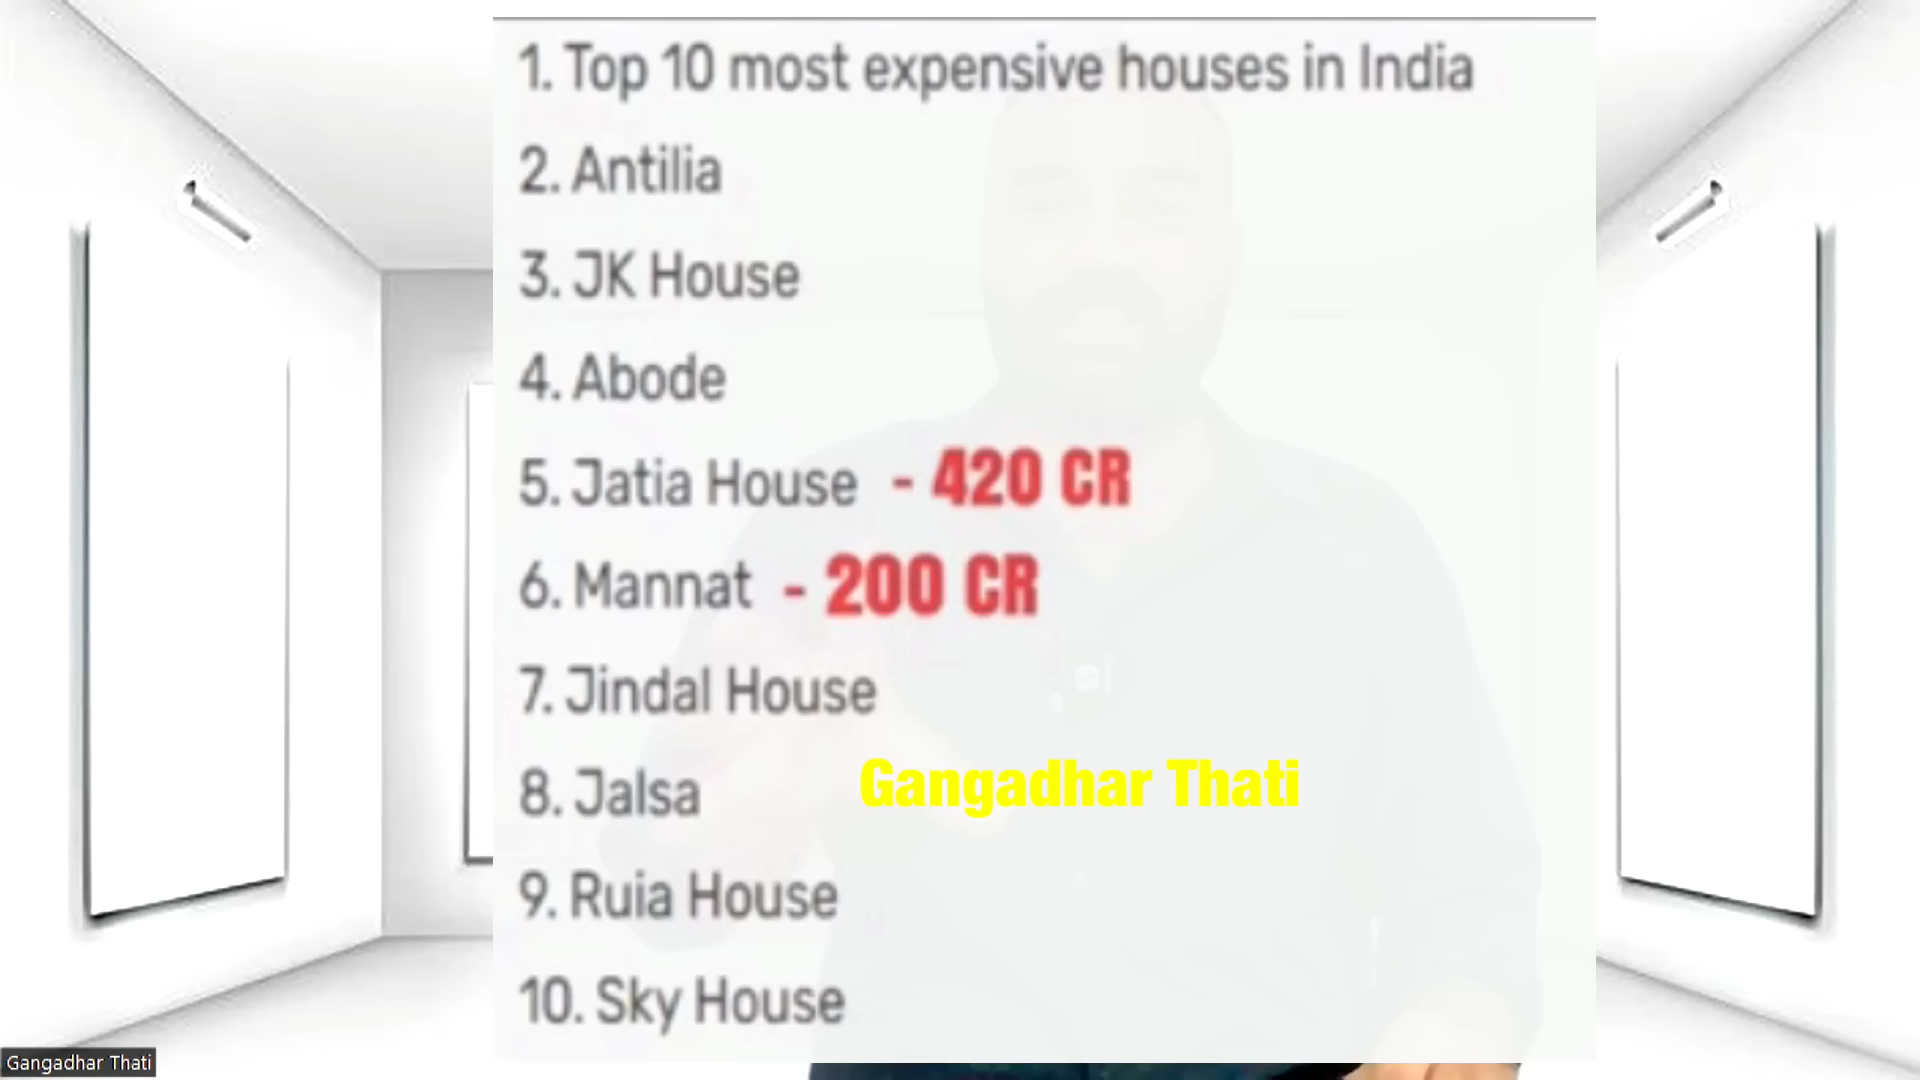 1. Top 10 most expensive houses in India
2. Antilia
3. JK House
4. Abode
5. Jatia House - 420 CR
6. Mannat - 200 CR
7. Jindal House
8. Jalsa
Gangadhar Thati
9. Ruia House
10. Sky House
Gangadhar Thati